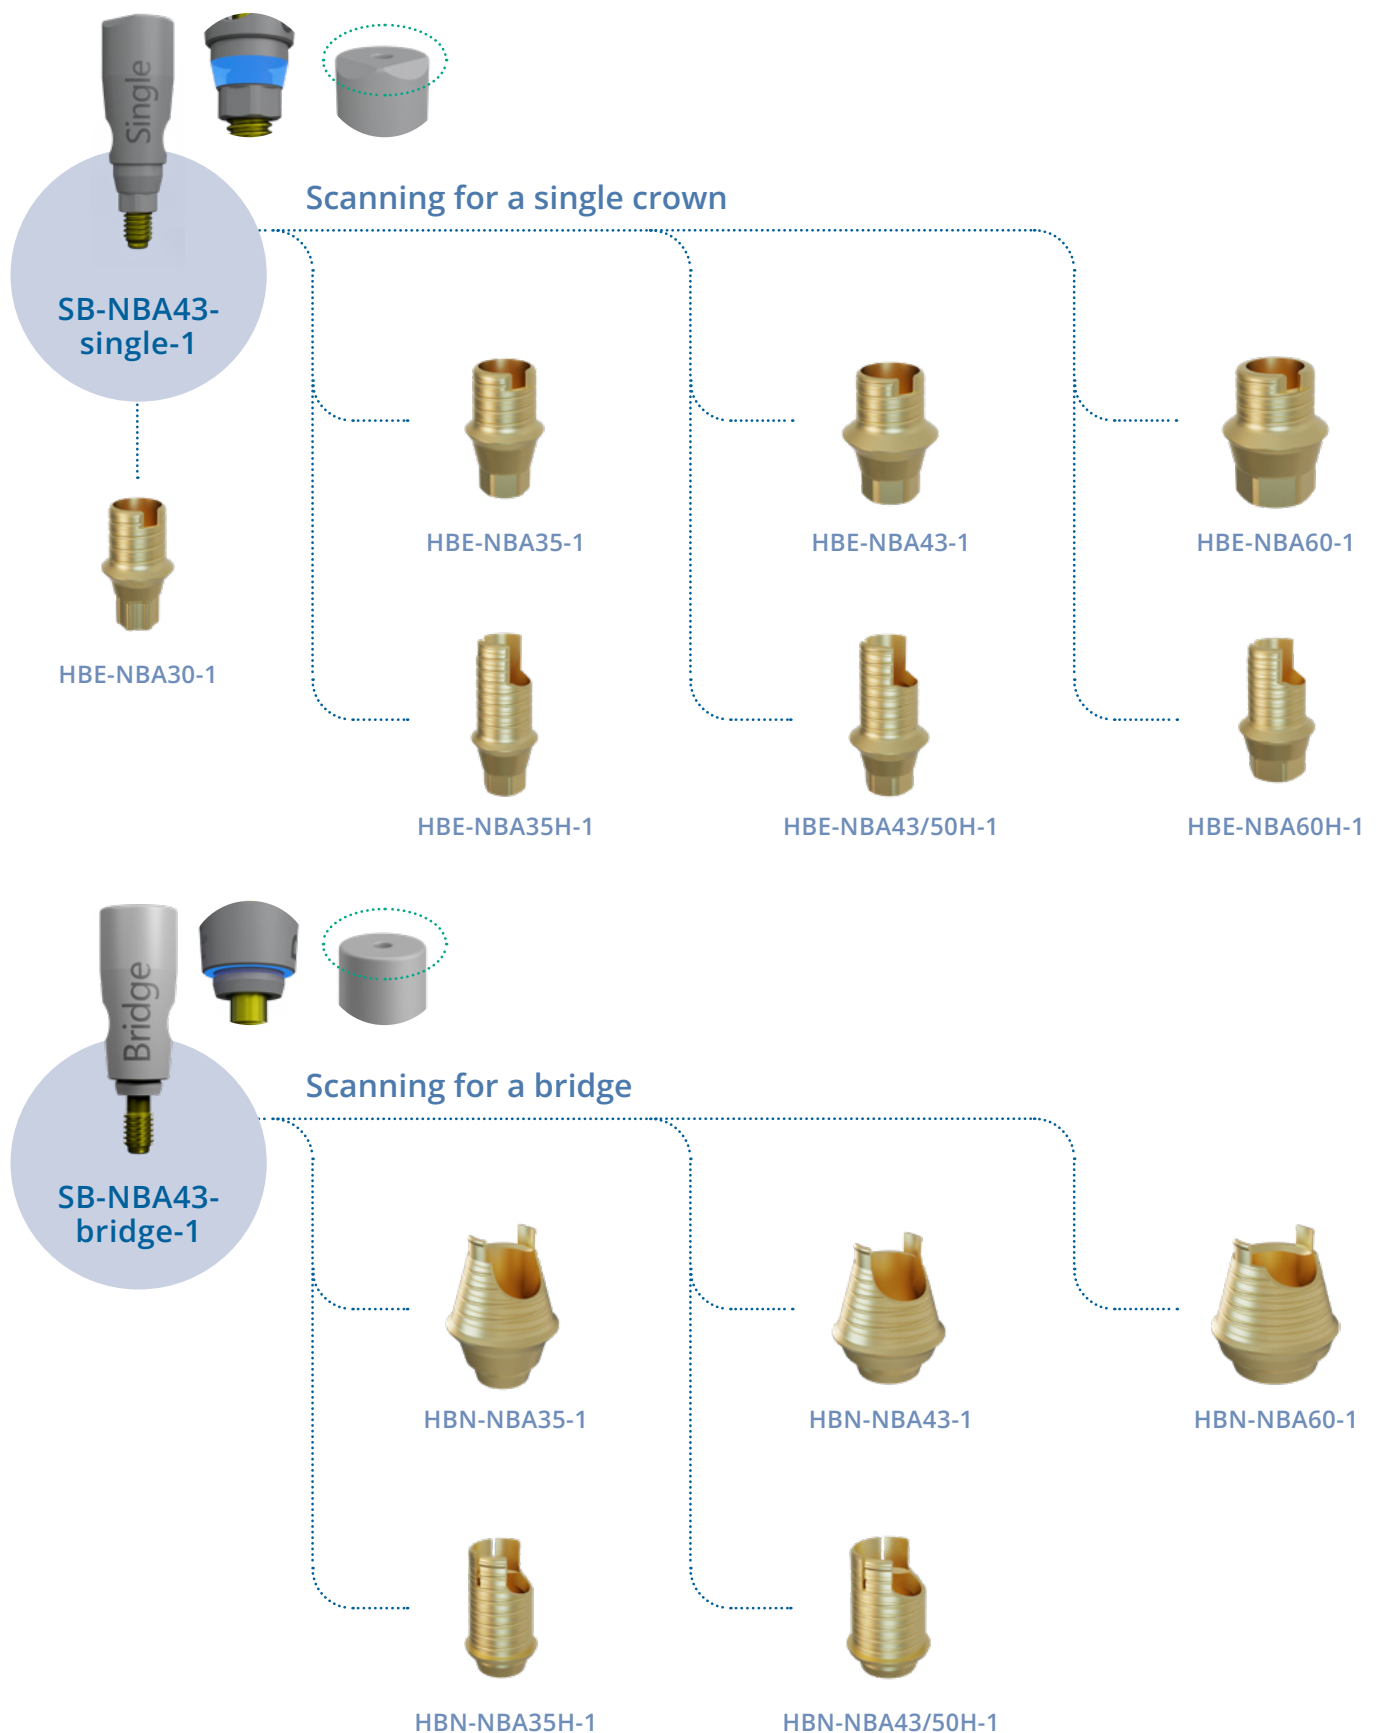 Single
Scanning for a single crown
SB-NBA43-
single-1
HBE-NBA35-1
HBE-NBA43-1
HBE-NBA60-1
HBE-NBA30-1
HBE-NBA35H-1
HBE-NBA43/50H-1
HBE-NBA60H-1
Bridge
Scanning for a bridge
SB-NBA43-
bridge-1
HBN-NBA35-1
HBN-NBA43-1
HBN-NBA60-1
HBN-NBA35H-1
HBN-NBA43/50H-1